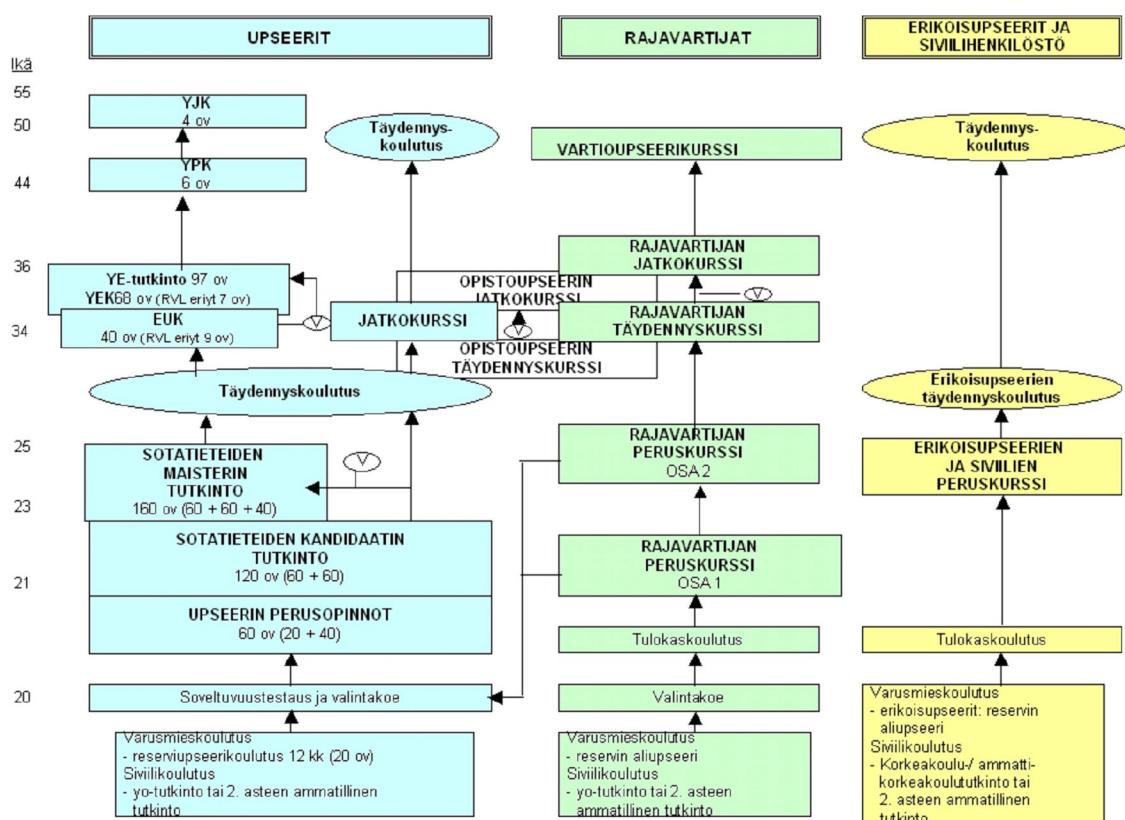 UPSEERIT
RAJAVARTIJAT
ERIKOISUPSEERIT JA
SIVIILIHENKILÖSTÖ
Ikä
55
50
44
36
34
25
23
21
20
YJK
4 ov
YPK
6 ov
YE-tutkinto 97 ov
YEK68 ov (RVL eriyt 7 ov)
EUK
40 ov (RVL eriyt 9 ov)
V
Täydennys-
koulutus
JATKOKURSSI
OPISTOUPSEERIN
JATKOKURSSI
V
OPISTOUPSEERIN
TÄYDENNYSKURSSI
Täydennyskoulutus
SOTATIETEIDEN
MAISTERIN
TUTKINTO
160 ov (60 + 60 + 40)
V
SOTATIETEIDEN KANDIDAATIN
TUTKINTO
120 ov (60 + 60)
UPSEERIN PERUSOPINNOT
60 ov (20 + 40)
Soveltuvuustestaus ja valintakoe
Varusmieskoulutus
- reserviupseerikoulutus 12 kk (20 ov)
Siviilikoulutus
- yo-tutkinto tai 2. asteen ammatillinen
tutkinto
VARTIOUPSEERIKURSSI
RAJAVARTIJAN
JATKOKURSSI
V
RAJAVARTIJAN
TÄYDENNYSKURSSI
RAJAVARTIJAN
PERUSKURSSI
OSA 2
RAJAVARTIJAN
PERUSKURSSI
OSA 1
Tulokaskoulutus
Valintakoe
Varusmieskoulutus
- reservin aliupseeri
Siviilikoulutus
- yo-tutkinto tai 2. asteen
ammatillinen tutkinto
Täydennys-
koulutus
Erikoisupseerien
täydennyskoulutus
ERIKOISUPSEERIEN
JA SIVIILIEN
PERUSKURSSI
Tulokaskoulutus
Varusmieskoulutus
- erikoisupseerit: reservin
aliupseeri
Siviilikoulutus
- Korkeakoulu-/ ammatti-
korkeakoulututkinto tai
2. asteen ammatillinen
tutkinto